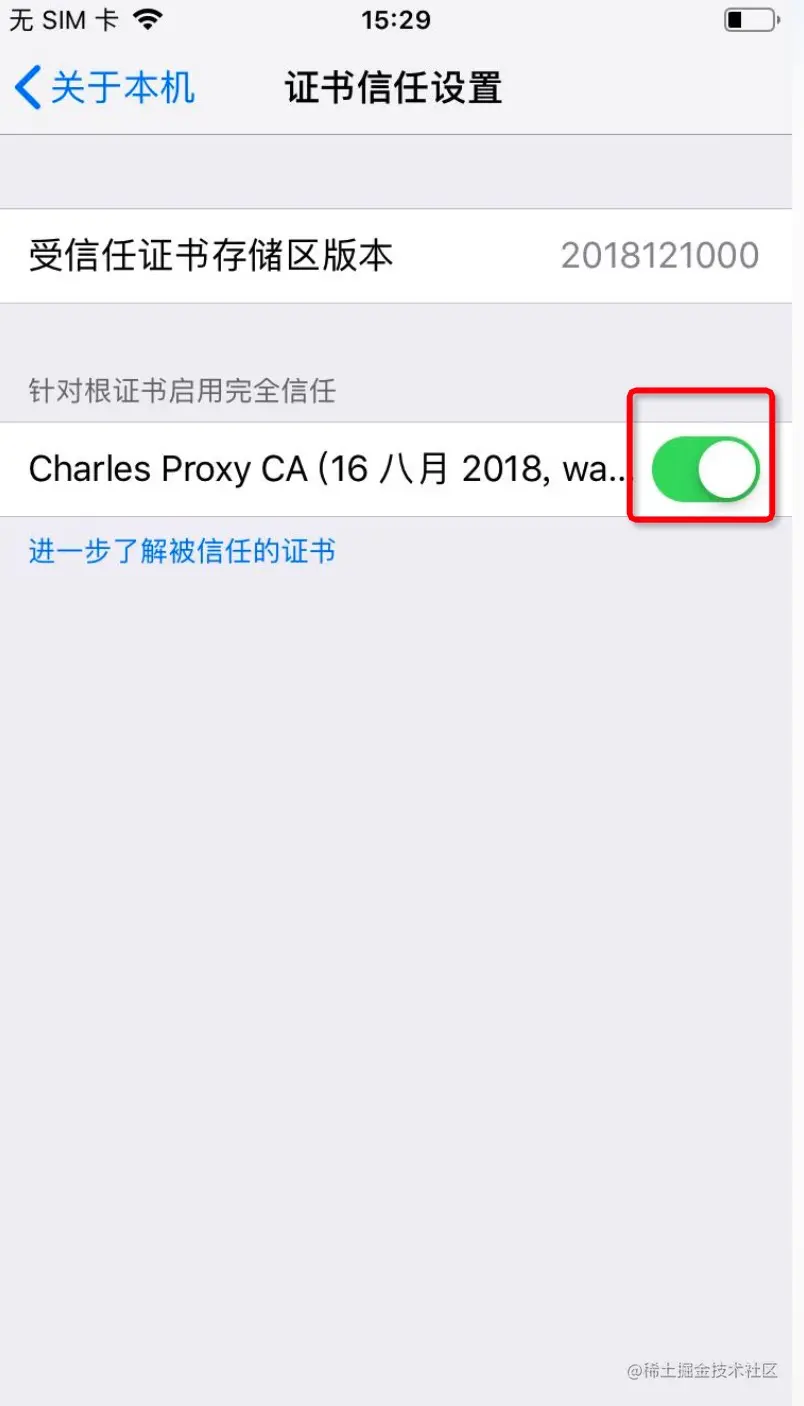 无 SIM 卡
15:29
关于本机
证书信任设置
受信任证书存储区版本
2018121000
针对根证书启用完全信任
Charles Proxy CA (16 八月 2018, wa...
进一步了解被信任的证书
@稀土掘金技术社区